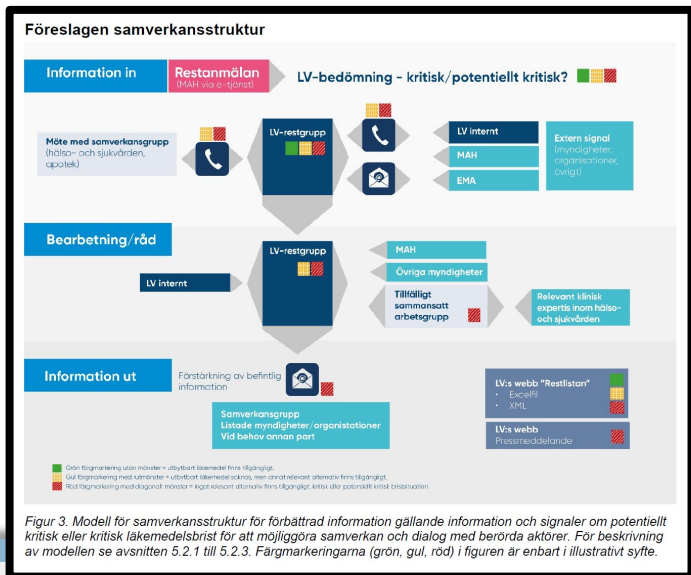 Föreslagen samverkansstruktur
Information in
Restanmälan
(MAH via e-tjänst)
LV-bedömning - kritisk/potentiellt kritisk?
Möte med samverkansgrupp
(hälso- och sjukvården,
apotek)
LV-restgrupp
LV internt
MAH
EMA
Extern signal
(myndigheter,
organisationer,
övrigt)
Bearbetning/råd
LV internt
LV-restgrupp
MAH
Övriga myndigheter
Tillfälligt
sammansatt
arbetsgrupp
Relevant klinisk
expertis inom hälso-
och sjukvården
Information ut
Förstärkning av befintlig
information
Samverkansgrupp
Listade myndigheter/organistationer
Vid behov annan part
LV:s webb "Restlistan"
• Excelfil
• XML
LV:s webb
Pressmeddelande
Grön färgmarkering utan mönster = utbytbart läkemedel finns tillgängligt.
Gul färgmarkering med rutmönster = utbytbart läkemedel saknas, men annat relevant alternativ finns tillgängligt.
Röd färgmarkering med diagonalt mönster = inget relevant alternativ finns tillgängligt, kritisk eller potentiellt kritisk bristsituation.
Figur 3. Modell för samverkansstruktur för förbättrad information gällande information och signaler om potentiellt
kritisk eller kritisk läkemedelsbrist för att möjliggöra samverkan och dialog med berörda aktörer. För beskrivning
av modellen se avsnitten 5.2.1 till 5.2.3. Färgmarkeringarna (grön, gul, röd) i figuren är enbart i illustrativt syfte.